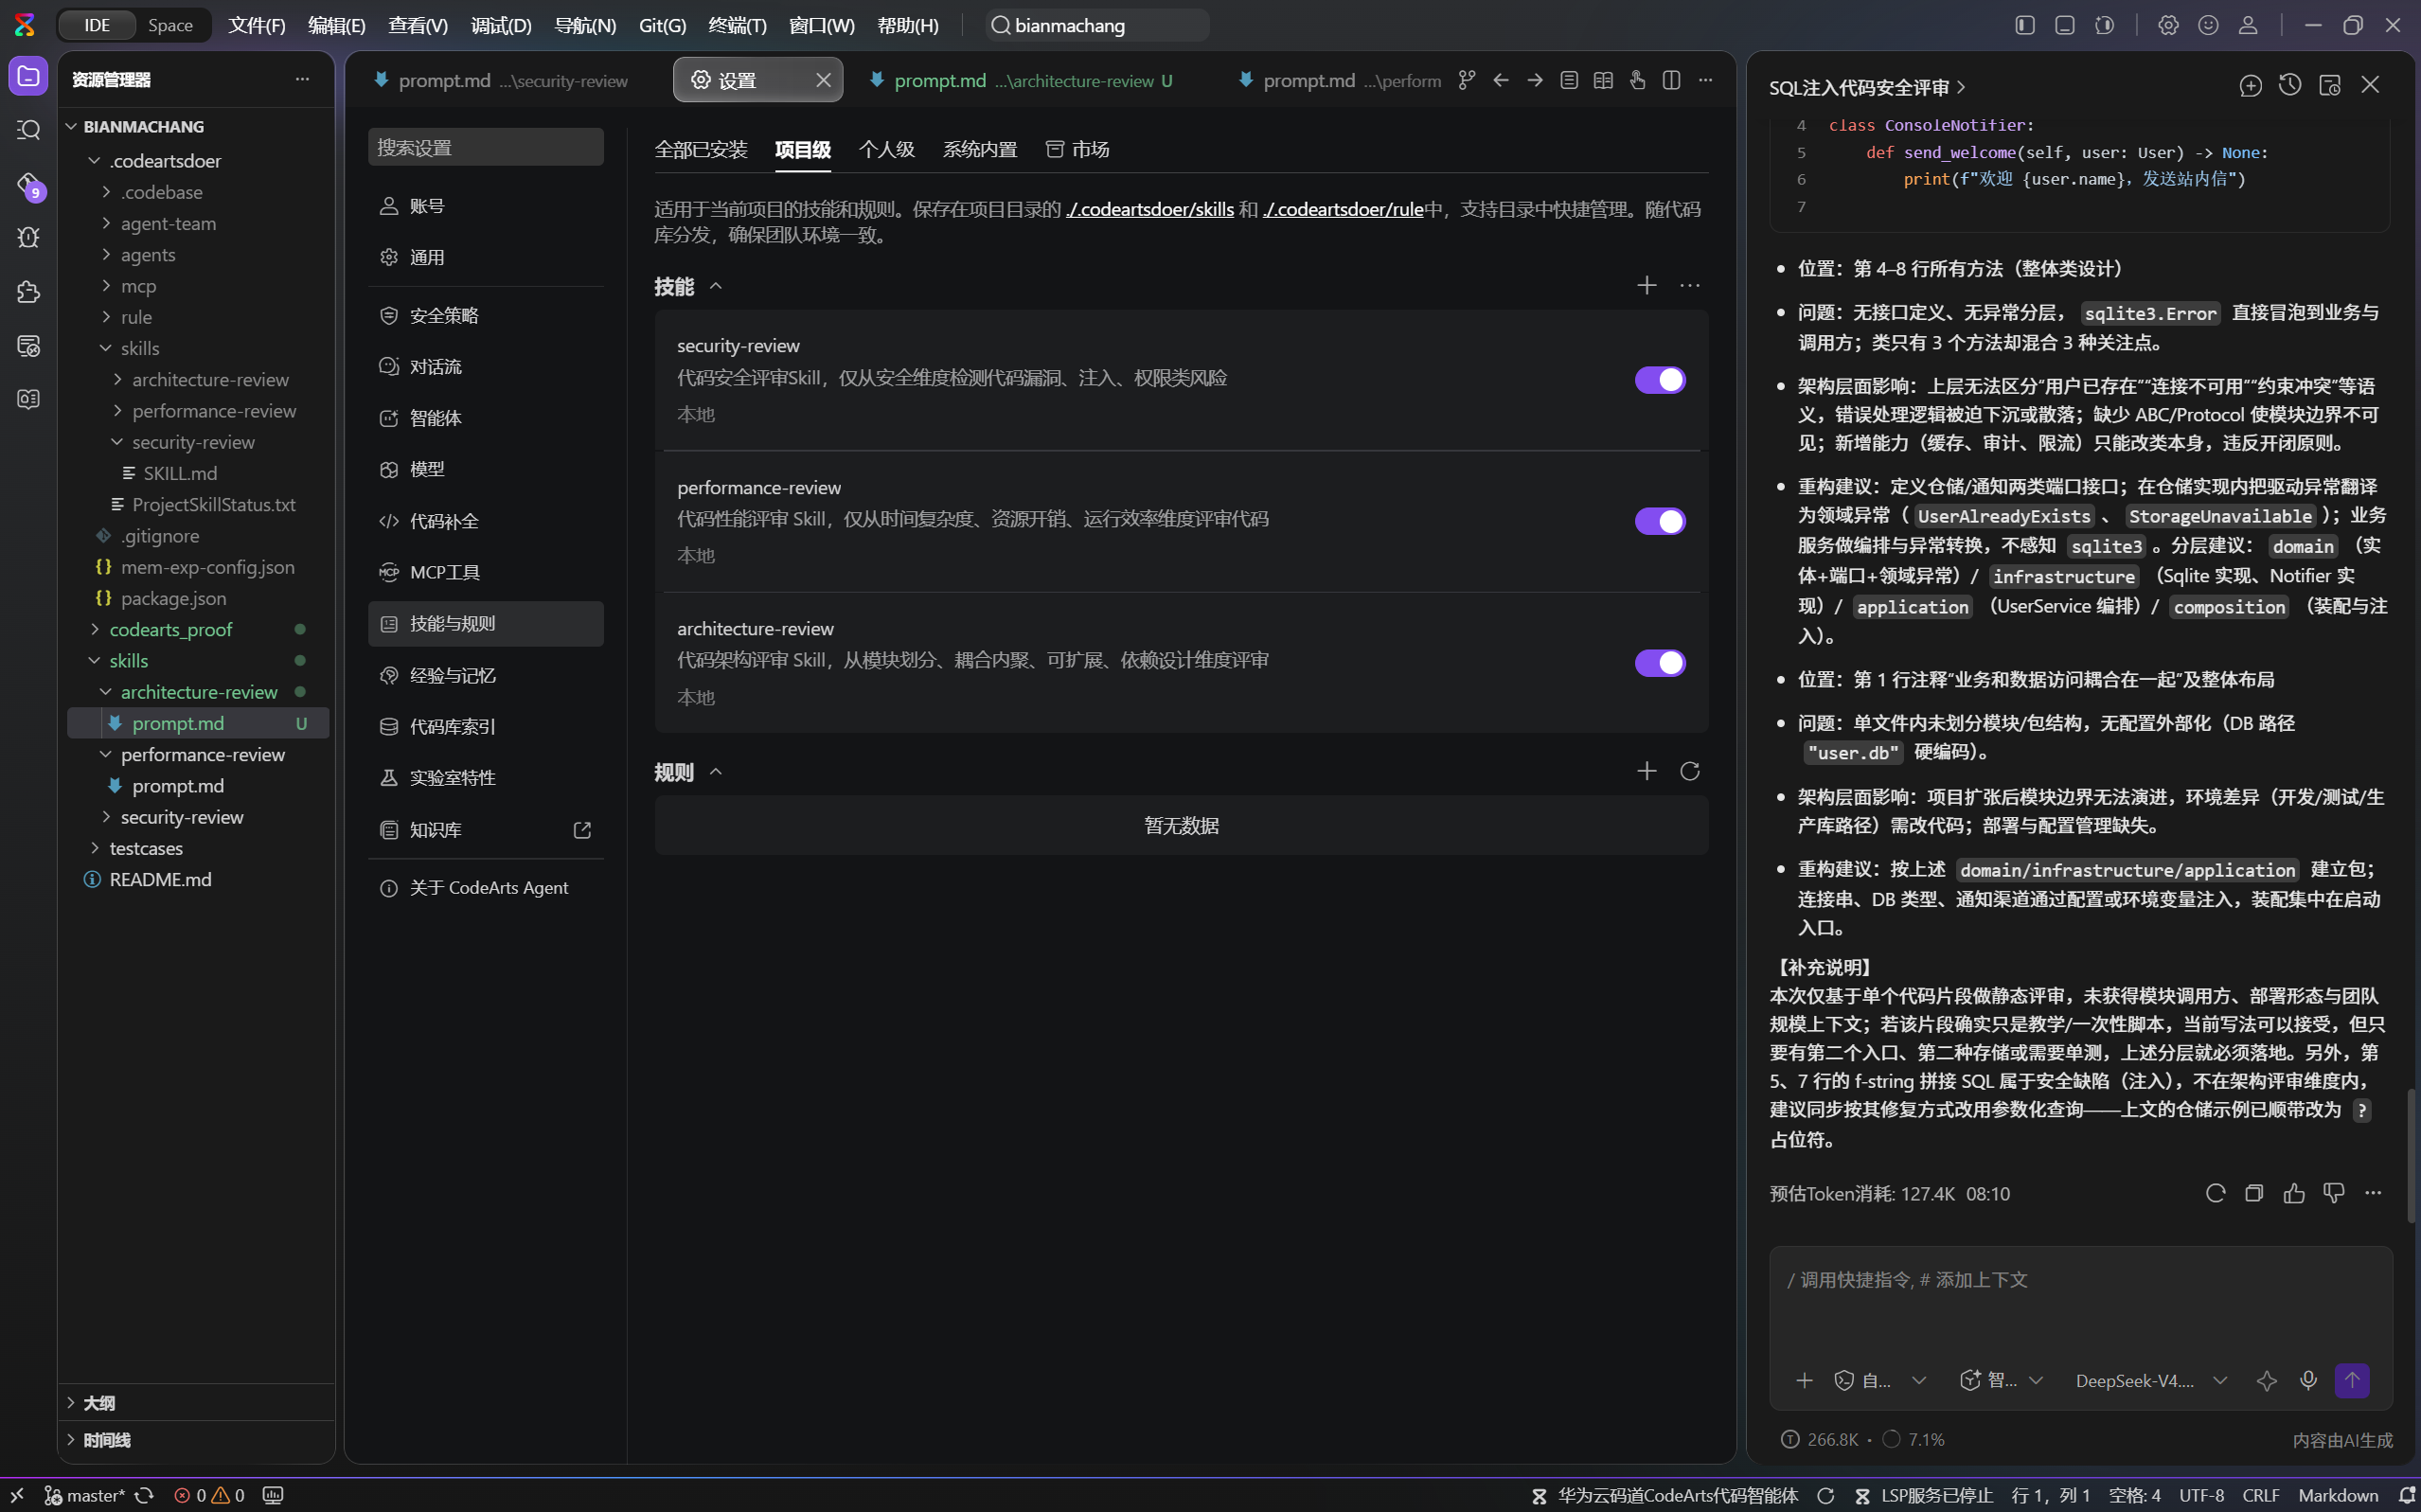 IDE Space 文件(F) 编辑(E) 查看(V) 调试(D) 导航(N) Git(G) 终端(T) 窗口(W) 帮助(H) bianmachang
资源管理器
BIANMACHANG
.codeartsdoer
.codebase
agent-team
agents
mcp
rule
skills
architecture-review
performance-review
security-review
SKILL.md
ProjectSkillStatus.txt
.gitignore
mem-exp-config.json
package.json
codearts_proof
skills
architecture-review
prompt.md U
performance-review
prompt.md
security-review
testcases
README.md
大纲
时间线
9
prompt.md ...\security-review
设置
prompt.md ...\architecture-review U
prompt.md ...\perform
搜索设置
账号
通用
安全策略
对话流
智能体
模型
代码补全
MCP工具
技能与规则
经验与记忆
代码库索引
实验室特性
知识库
关于 CodeArts Agent
全部已安装 项目级 个人级 系统内置 市场
适用于当前项目的技能和规则。保存在项目目录的 ./.codeartsdoer/skills 和 ./.codeartsdoer/rule中，支持目录中快捷管理。随代码
库分发，确保团队环境一致。
技能
security-review
代码安全评审Skill，仅从安全维度检测代码漏洞、注入、权限类风险
本地
performance-review
代码性能评审 Skill，仅从时间复杂度、资源开销、运行效率维度评审代码
本地
architecture-review
代码架构评审 Skill，从模块划分、耦合内聚、可扩展、依赖设计维度评审
本地
规则
暂无数据
SQL注入代码安全评审
4 class ConsoleNotifier:
5 def send_welcome(self, user: User) -> None:
6 print(f"欢迎 {user.name}, 发送站内信")
7
位置：第 4–8 行所有方法（整体类设计）
问题：无接口定义、无异常分层， sqlite3.Error 直接冒泡到业务与
调用方；类只有 3 个方法却混合 3 种关注点。
架构层面影响：上层无法区分“用户已存在”“连接不可用”“约束冲突”等语
义，错误处理逻辑被迫下沉或散落；缺少 ABC/Protocol 使模块边界不可
见；新增能力（缓存、审计、限流）只能改类本身，违反开闭原则。
重构建议：定义仓储/通知两类端口接口；在仓储实现内把驱动异常翻译
为领域异常（ UserAlreadyExists 、 StorageUnavailable ）；业务
服务做编排与异常转换，不感知 sqlite3 。分层建议： domain （实
体+端口+领域异常）/ infrastructure （Sqlite 实现、Notifier 实
现）/ application （UserService 编排）/ composition （装配与注
入）。
位置：第 1 行注释“业务和数据访问耦合在一起”及整体布局
问题：单文件内未划分模块/包结构，无配置外部化（DB 路径
"user.db" 硬编码）。
架构层面影响：项目扩张后模块边界无法演进，环境差异（开发/测试/生
产库路径）需改代码；部署与配置管理缺失。
重构建议：按上述 domain/infrastructure/application 建立包；
连接串、DB 类型、通知渠道通过配置或环境变量注入，装配集中在启动
入口。
【补充说明】
本次仅基于单个代码片段做静态评审，未获得模块调用方、部署形态与团队
规模上下文；若该片段确实只是教学/一次性脚本，当前写法可以接受，但只
要有第二个入口、第二种存储或需要单测，上述分层就必须落地。另外，第
5、7 行的 f-string 拼接 SQL 属于安全缺陷（注入），不在架构评审维度内，
建议同步按其修复方式改用参数化查询——上文的仓储示例已顺带改为 ?
占位符。
预估Token消耗: 127.4K 08:10
/ 调用快捷指令, # 添加上下文
自... 智... DeepSeek-V4....
266.8K · 7.1% 内容由AI生成
master* 0 0 华为云码道CodeArts代码智能体 LSP服务已停止 行 1，列 1 空格: 4 UTF-8 CRLF Markdown